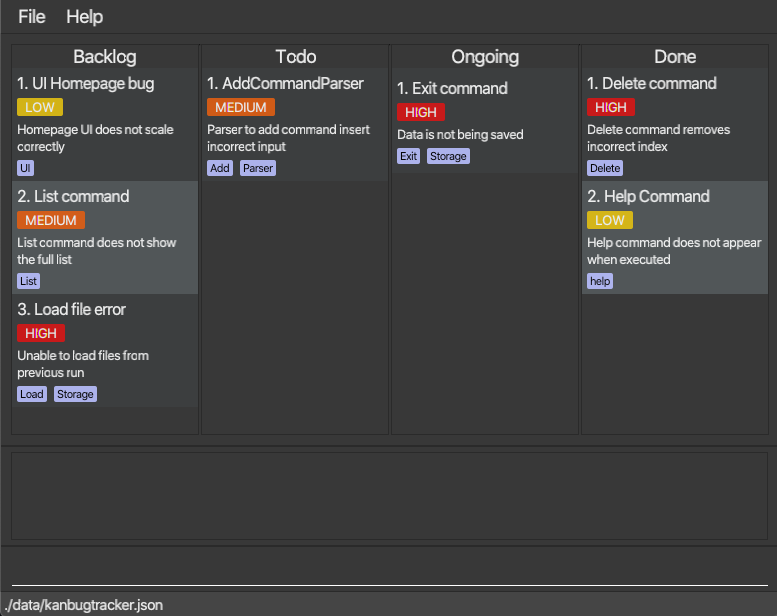 File Help
Backlog
1. UI Homepage bug
LOW
Homepage UI does not scale
correctly
UI
2. List command
MEDIUM
List command does not show
the full list
List
3. Load file error
HIGH
Unable to load files from
previous run
Load Storage
Todo
1. AddCommandParser
MEDIUM
Parser to add command insert
incorrect input
Add Parser
Ongoing
1. Exit command
HIGH
Data is not being saved
Exit Storage
Done
1. Delete command
HIGH
Delete command removes
incorrect index
Delete
2. Help Command
LOW
Help command does not appear
when executed
help
./data/kanbugtracker.json